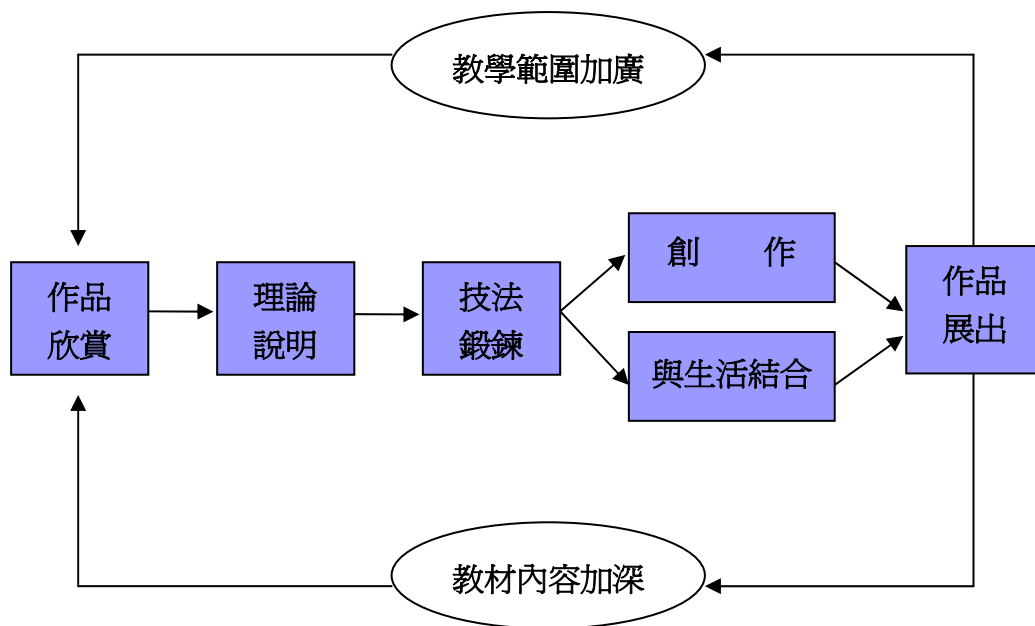 教學範圍加廣
作品
欣賞
理論
說明
技法
鍛鍊
創　　作
與生活結合
作品
展出
教材內容加深